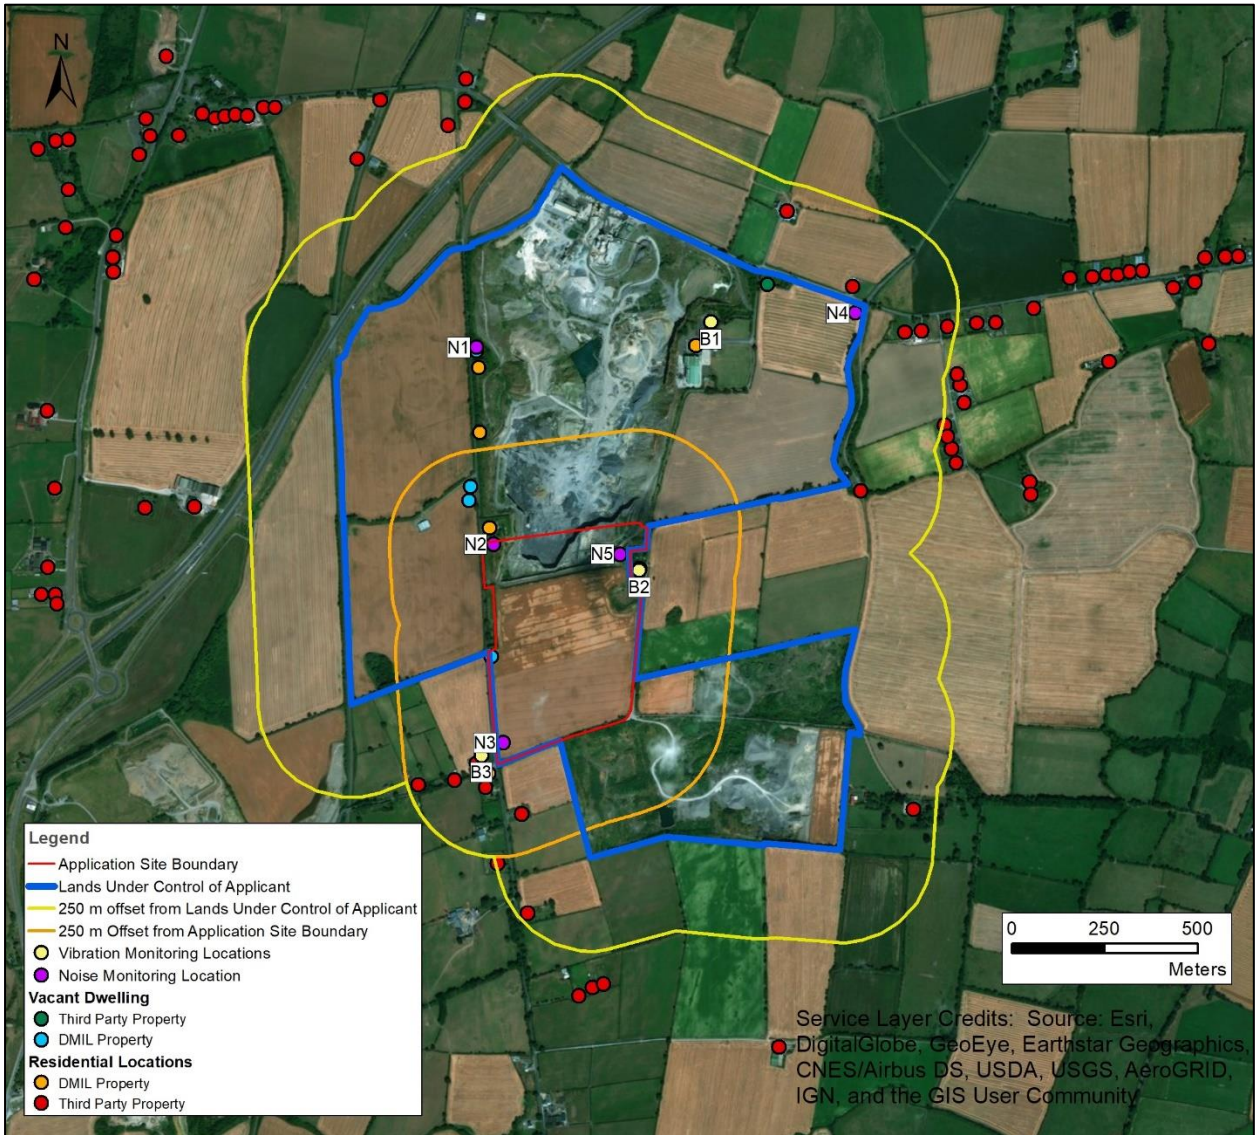 N
N1
B1
N4
N2
N5
B2
N3
B3
Legend
Application Site Boundary
Lands Under Control of Applicant
250 m offset from Lands Under Control of Applicant
250 m Offset from Application Site Boundary
Vibration Monitoring Locations
Noise Monitoring Location
Vacant Dwelling
Third Party Property
DMIL Property
Residential Locations
DMIL Property
Third Party Property
0 250 500
Meters
Service Layer Credits: Source: Esri,
DigitalGlobe, GeoEye, Earthstar Geographics,
CNES/Airbus DS, USDA, USGS, AeroGRID,
IGN, and the GIS User Community